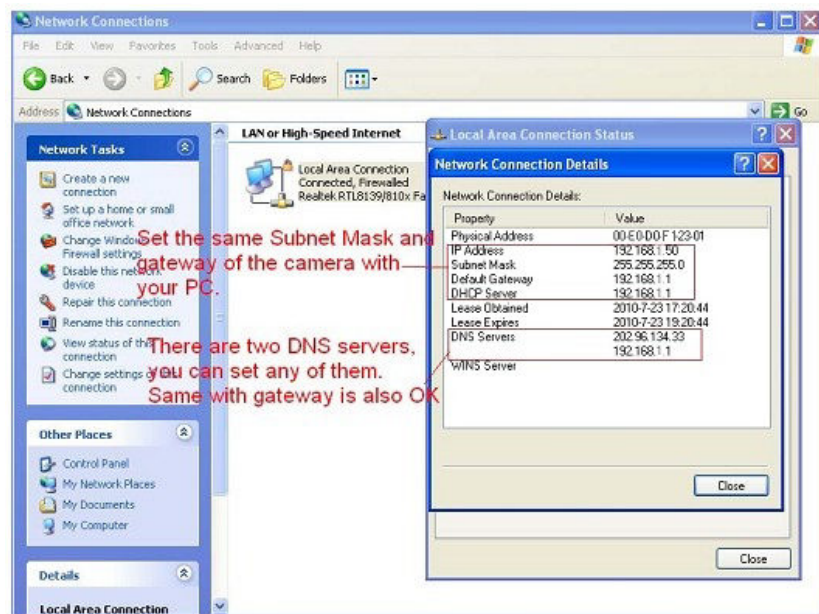 Network Connections
File Edit View Favorites Tools Advanced Help
Back Search Folders
Address Network Connections Go
Network Tasks
Create a new
connection
Set up a home or small
office network
Change Windows
Firewall settings
Disable this network
device
Repair this connection
Rename this connection
View status of this
connection
Change settings of this
connection
Other Places
Control Panel
My Network Places
My Documents
My Computer
Details
Local Area Connection
LAN or High-Speed Internet
Local Area Connection
Connected, Firewalled
Realtek RTL8139/810x Fa
Set the same Subnet Mask and
gateway of the camera with
your PC.
There are two DNS servers,
you can set any of them.
Same with gateway is also OK
Local Area Connection Status
Network Connection Details
Network Connection Details:
Property Value
Physical Address 00-E0-D0-F1-23-01
IP Address 192.168.1.50
Subnet Mask 255.255.255.0
Default Gateway 192.168.1.1
DHCP Server 192.168.1.1
Lease Obtained 2010-7-23 17:20:44
Lease Expires 2010-7-23 19:20:44
DNS Servers 202.96.134.33
192.168.1.1
WINS Server
Close
Close